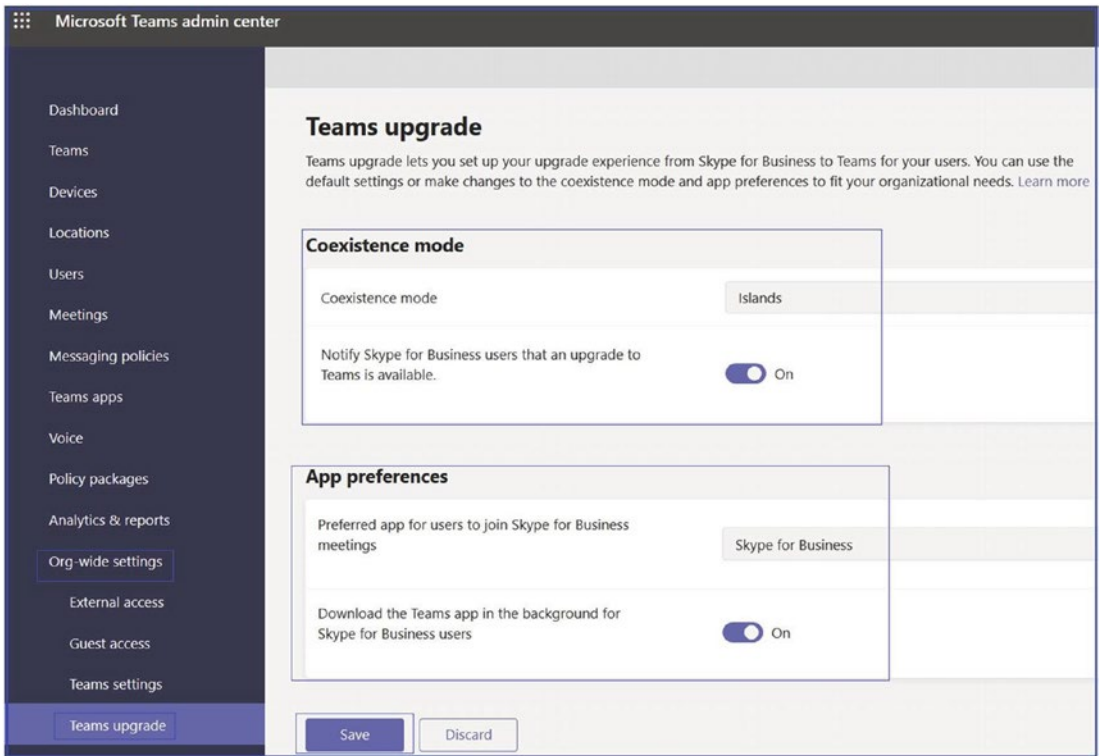 Microsoft Teams admin center
Dashboard
Teams
Devices
Locations
Users
Meetings
Messaging policies
Teams apps
Voice
Policy packages
Analytics & reports
Org-wide settings
External access
Guest access
Teams settings
Teams upgrade
Teams upgrade
Teams upgrade lets you set up your upgrade experience from Skype for Business to Teams for your users. You can use the
default settings or make changes to the coexistence mode and app preferences to fit your organizational needs. Learn more
Coexistence mode
Coexistence mode
Islands
Notify Skype for Business users that an upgrade to
Teams is available.
On
App preferences
Preferred app for users to join Skype for Business
meetings
Skype for Business
Download the Teams app in the background for
Skype for Business users
On
Save
Discard